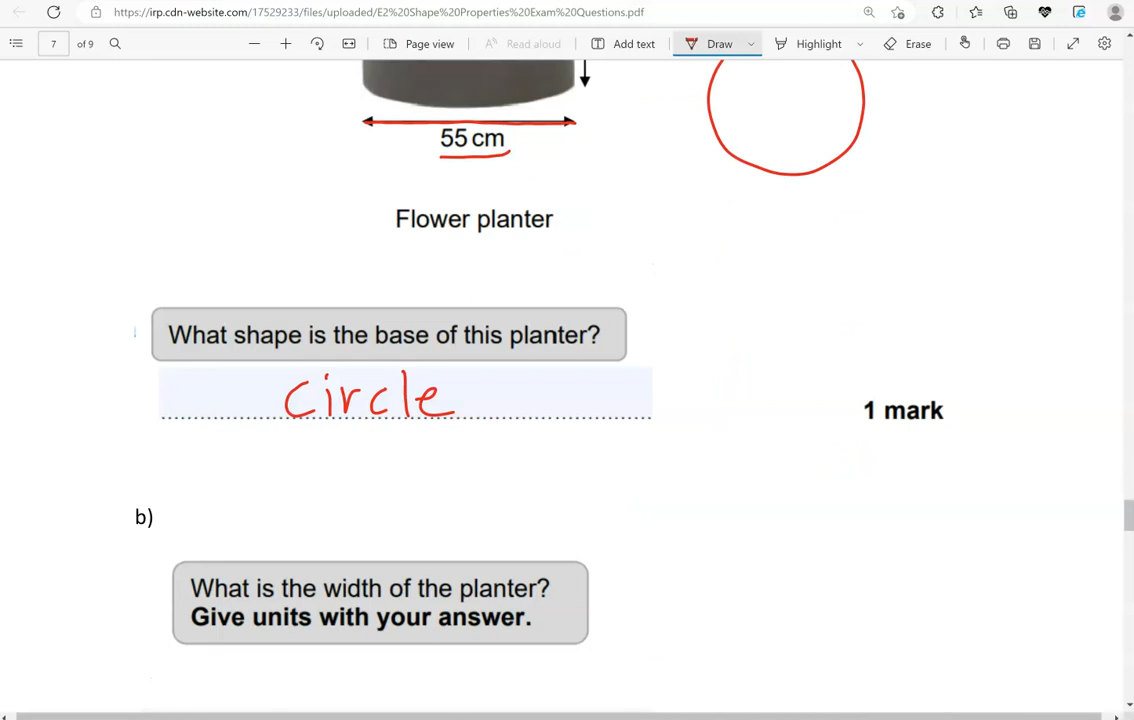 https://irp.cdn-website.com/17529233/files/uploaded/E2%20Shape%20Properties%20Exam%20Questions.pdf
7 of 9
Page view
Read aloud
Add text
Draw
Highlight
Erase
55 cm
Flower planter
What shape is the base of this planter?
circle
1 mark
b)
What is the width of the planter?
Give units with your answer.